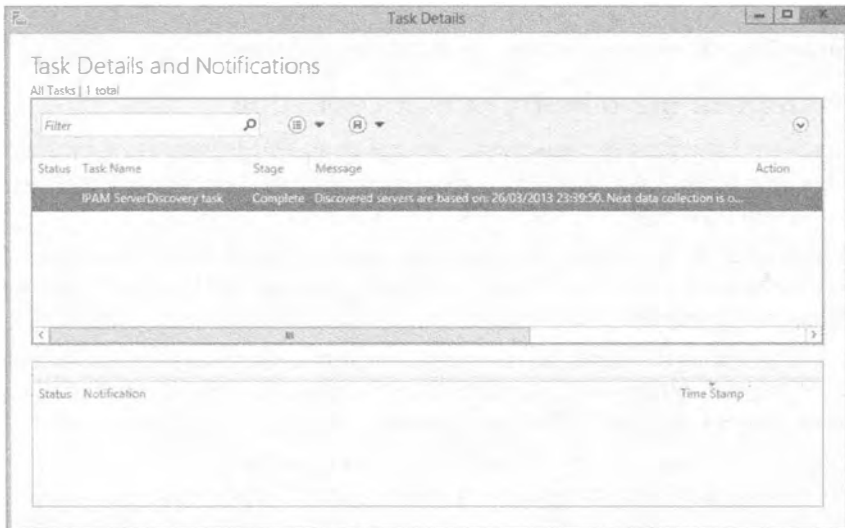 Task Details
Task Details and Notifications
All Tasks | 1 total
Filter
Status Task Name Stage Message Action
IPAM ServerDiscovery task Complete Discovered servers are based on: 26/03/2013 23:39:50. Next data collection is o...
Status Notification Time Stamp